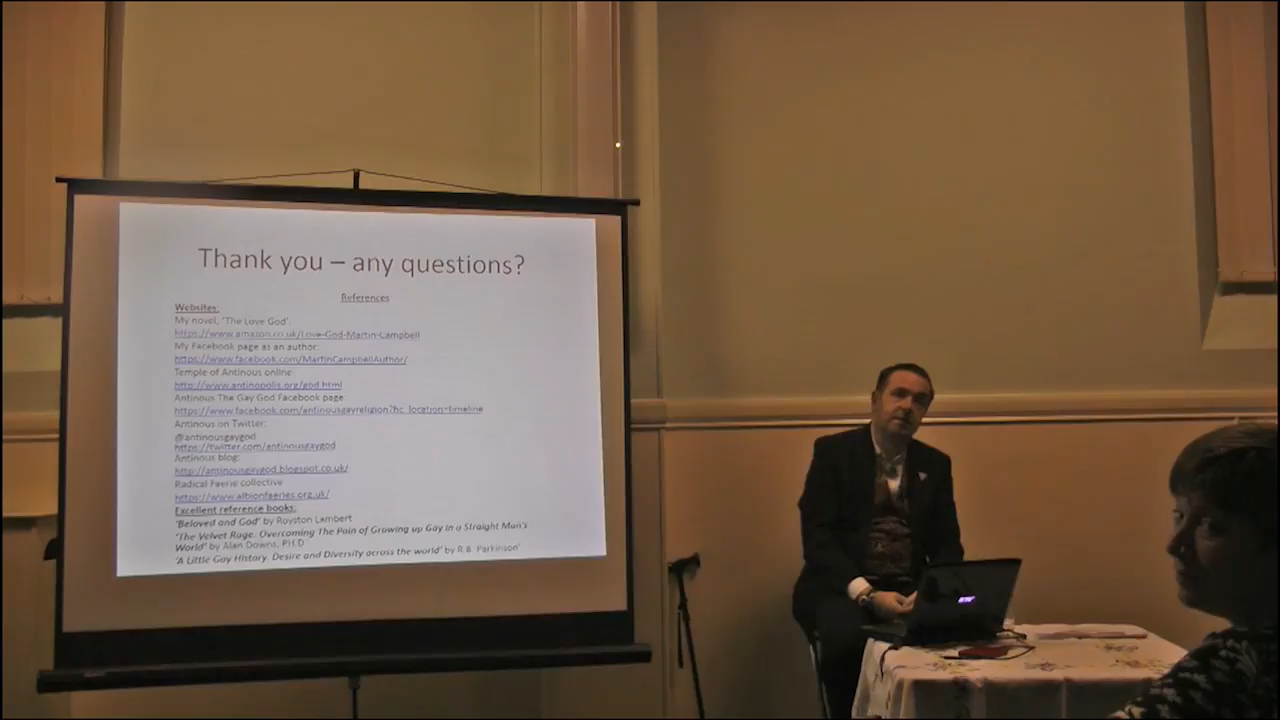 Thank you – any questions?
References
Websites:
My novel, 'The Love God':
https://www.amazon.co.uk/Love-God-Martin-Campbell
My Facebook page as an author:
https://www.facebook.com/MartinCampbellAuthor/
Temple of Antinous online:
http://www.antinopolis.org/god.html
Antinous The Gay God Facebook page:
https://www.facebook.com/antinousgayreligion?fic_location=timeline
Antinous on Twitter:
@antinousgaygod
https://twitter.com/antinousgaygod
Antinous blog:
http://antinousgaygod.blogspot.co.uk/
Radical Faerie collective
https://www.albionfaeries.org.uk/
Excellent reference books:
'Beloved and God' by Royston Lambert
'The Velvet Rage: Overcoming The Pain of Growing up Gay in a Straight Man's
World' by Alan Downs, PH.D
'A Little Gay History. Desire and Diversity across the world' by R.B. Parkinson'